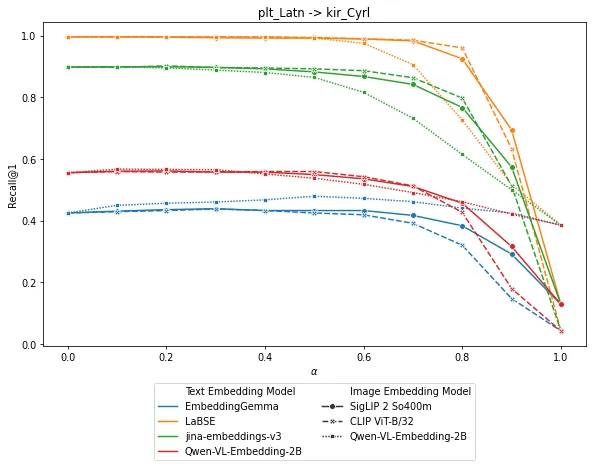 plt_Latn -> kir_Cyrl
Recall@1
1.0
0.8
0.6
0.4
0.2
0.0
0.0 0.2 0.4 0.6 0.8 1.0
α
Text Embedding Model
EmbeddingGemma
LaBSE
jina-embeddings-v3
Qwen-VL-Embedding-2B
Image Embedding Model
SigLIP 2 So400m
CLIP ViT-B/32
Qwen-VL-Embedding-2B